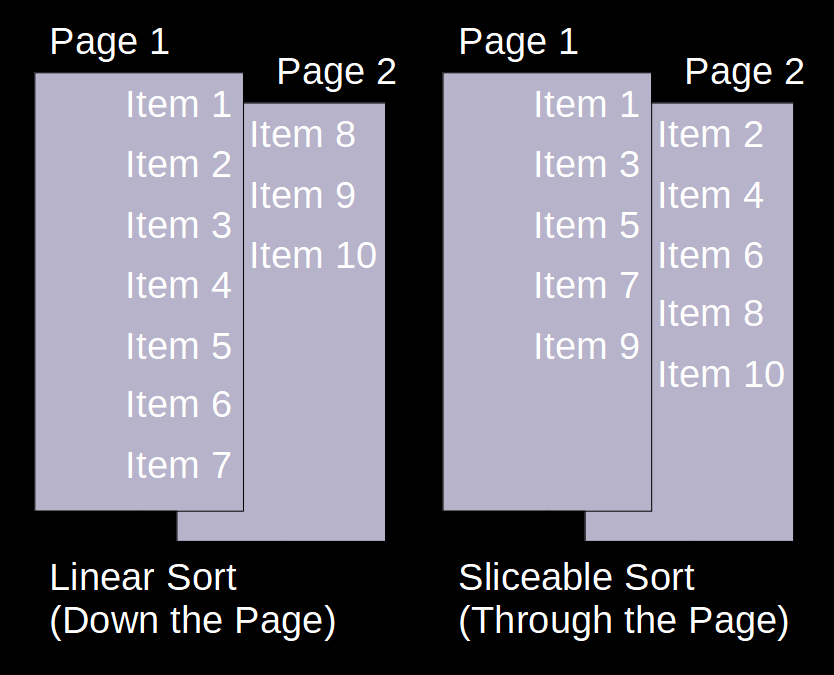 Page 1
Page 2
Item 1
Item 2
Item 3
Item 4
Item 5
Item 6
Item 7
Item 8
Item 9
Item 10
Linear Sort
(Down the Page)
Page 1
Page 2
Item 1
Item 3
Item 5
Item 7
Item 9
Item 2
Item 4
Item 6
Item 8
Item 10
Sliceable Sort
(Through the Page)